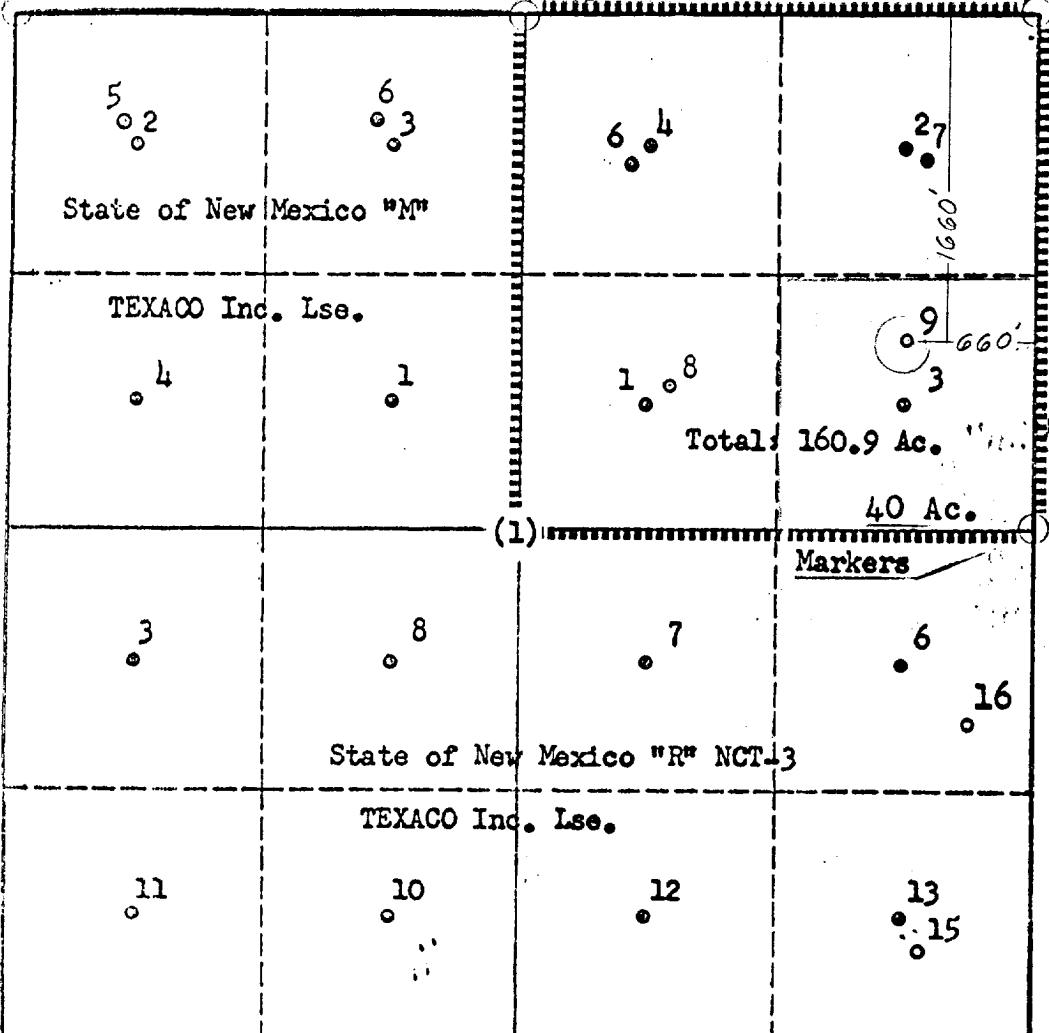 5 2 6 3 6 4 2 7
State of New Mexico "M"
1660'
TEXACO Inc. Lse.
9
660'
4 1 1 8 3
Total: 160.9 Ac.
40 Ac.
(1)
Markers
3 8 7 6
16
State of New Mexico "R" NCT-3
TEXACO Inc. Lse.
11 10 12 13
15